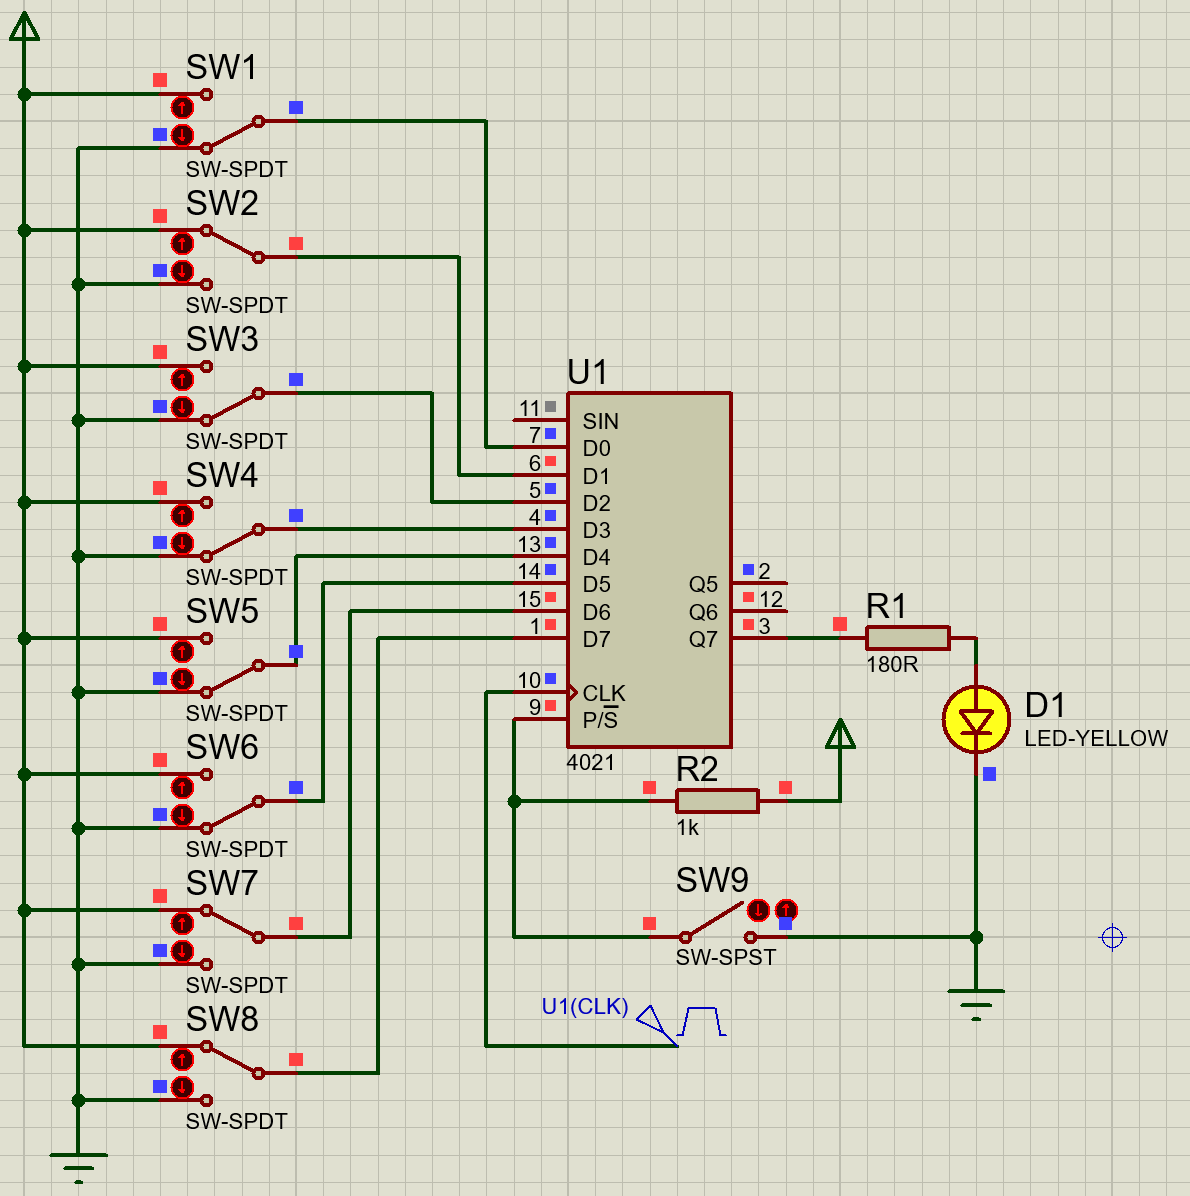 SW1
SW-SPDT
SW2
SW-SPDT
SW3
SW-SPDT
SW4
SW-SPDT
SW5
SW-SPDT
SW6
SW-SPDT
SW7
SW-SPDT
SW8
SW-SPDT
U1
11 SIN
7 D0
6 D1
5 D2
4 D3
13 D4
14 D5
15 D6
1 D7
10 CLK
9 P/S
Q5 2
Q6 12
Q7 3
4021
R1
180R
D1
LED-YELLOW
R2
1k
SW9
SW-SPST
U1(CLK)